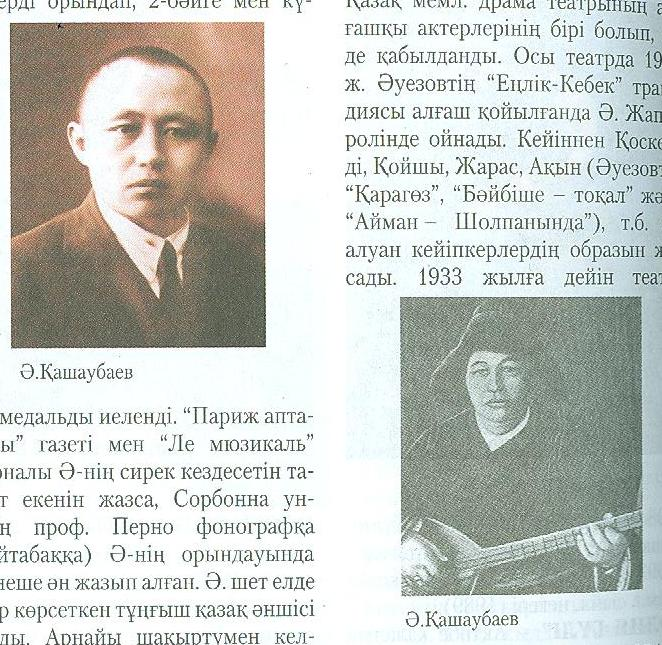 орындап, 2-бәйге мен кү-
Ә.Қашаубаев
медальды иеленді. “Париж апта-
ы” газеті мен “Ле мюзикаль”
рналы Ә-нің сирек кездесетін та-
т екенін жазса, Сорбонна ун-
ң проф. Перно фонографқа
йтабаққа) Ә-нің орындауында
неше ән жазып алған. Ә. шет елде
р көрсеткен тұңғыш қазақ әншісі
ды. Арнайы шақыртумен кел-
Қазақ мемл. драма театрының а
ғашқы актерлерінің бірі болып,
де қабылданды. Осы театрда 19
ж. Әуезовтің “Еңлік-Кебек” тра
диясы алғаш қойылғанда Ә. Жап
ролінде ойнады. Кейіннен Қоске
ді, Қойшы, Жарас, Ақын (Әуезовт
“Қарагөз”, “Бәйбіше – тоқал” жә
“Айман – Шолпанында”), т.б.
алуан кейіпкерлердің образын ж
сады. 1933 жылға дейін теат
Ә.Қашаубаев